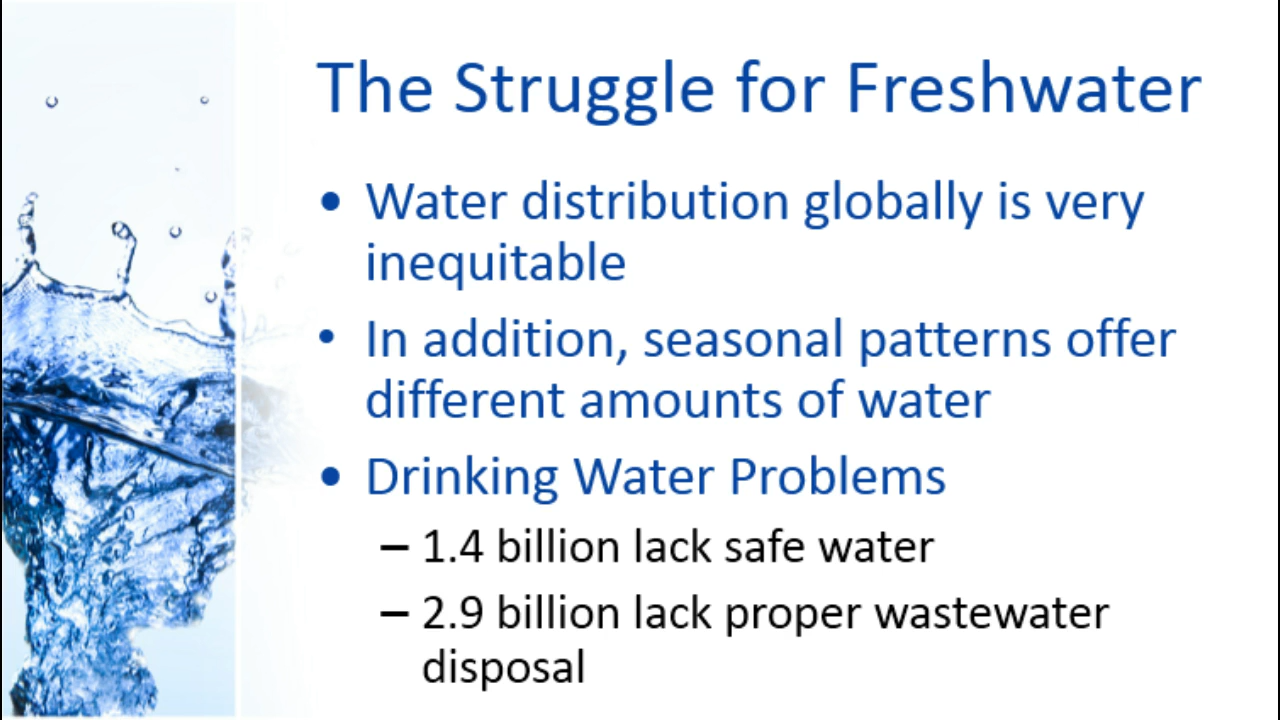 The Struggle for Freshwater
• Water distribution globally is very
inequitable
• In addition, seasonal patterns offer
different amounts of water
• Drinking Water Problems
– 1.4 billion lack safe water
– 2.9 billion lack proper wastewater
disposal